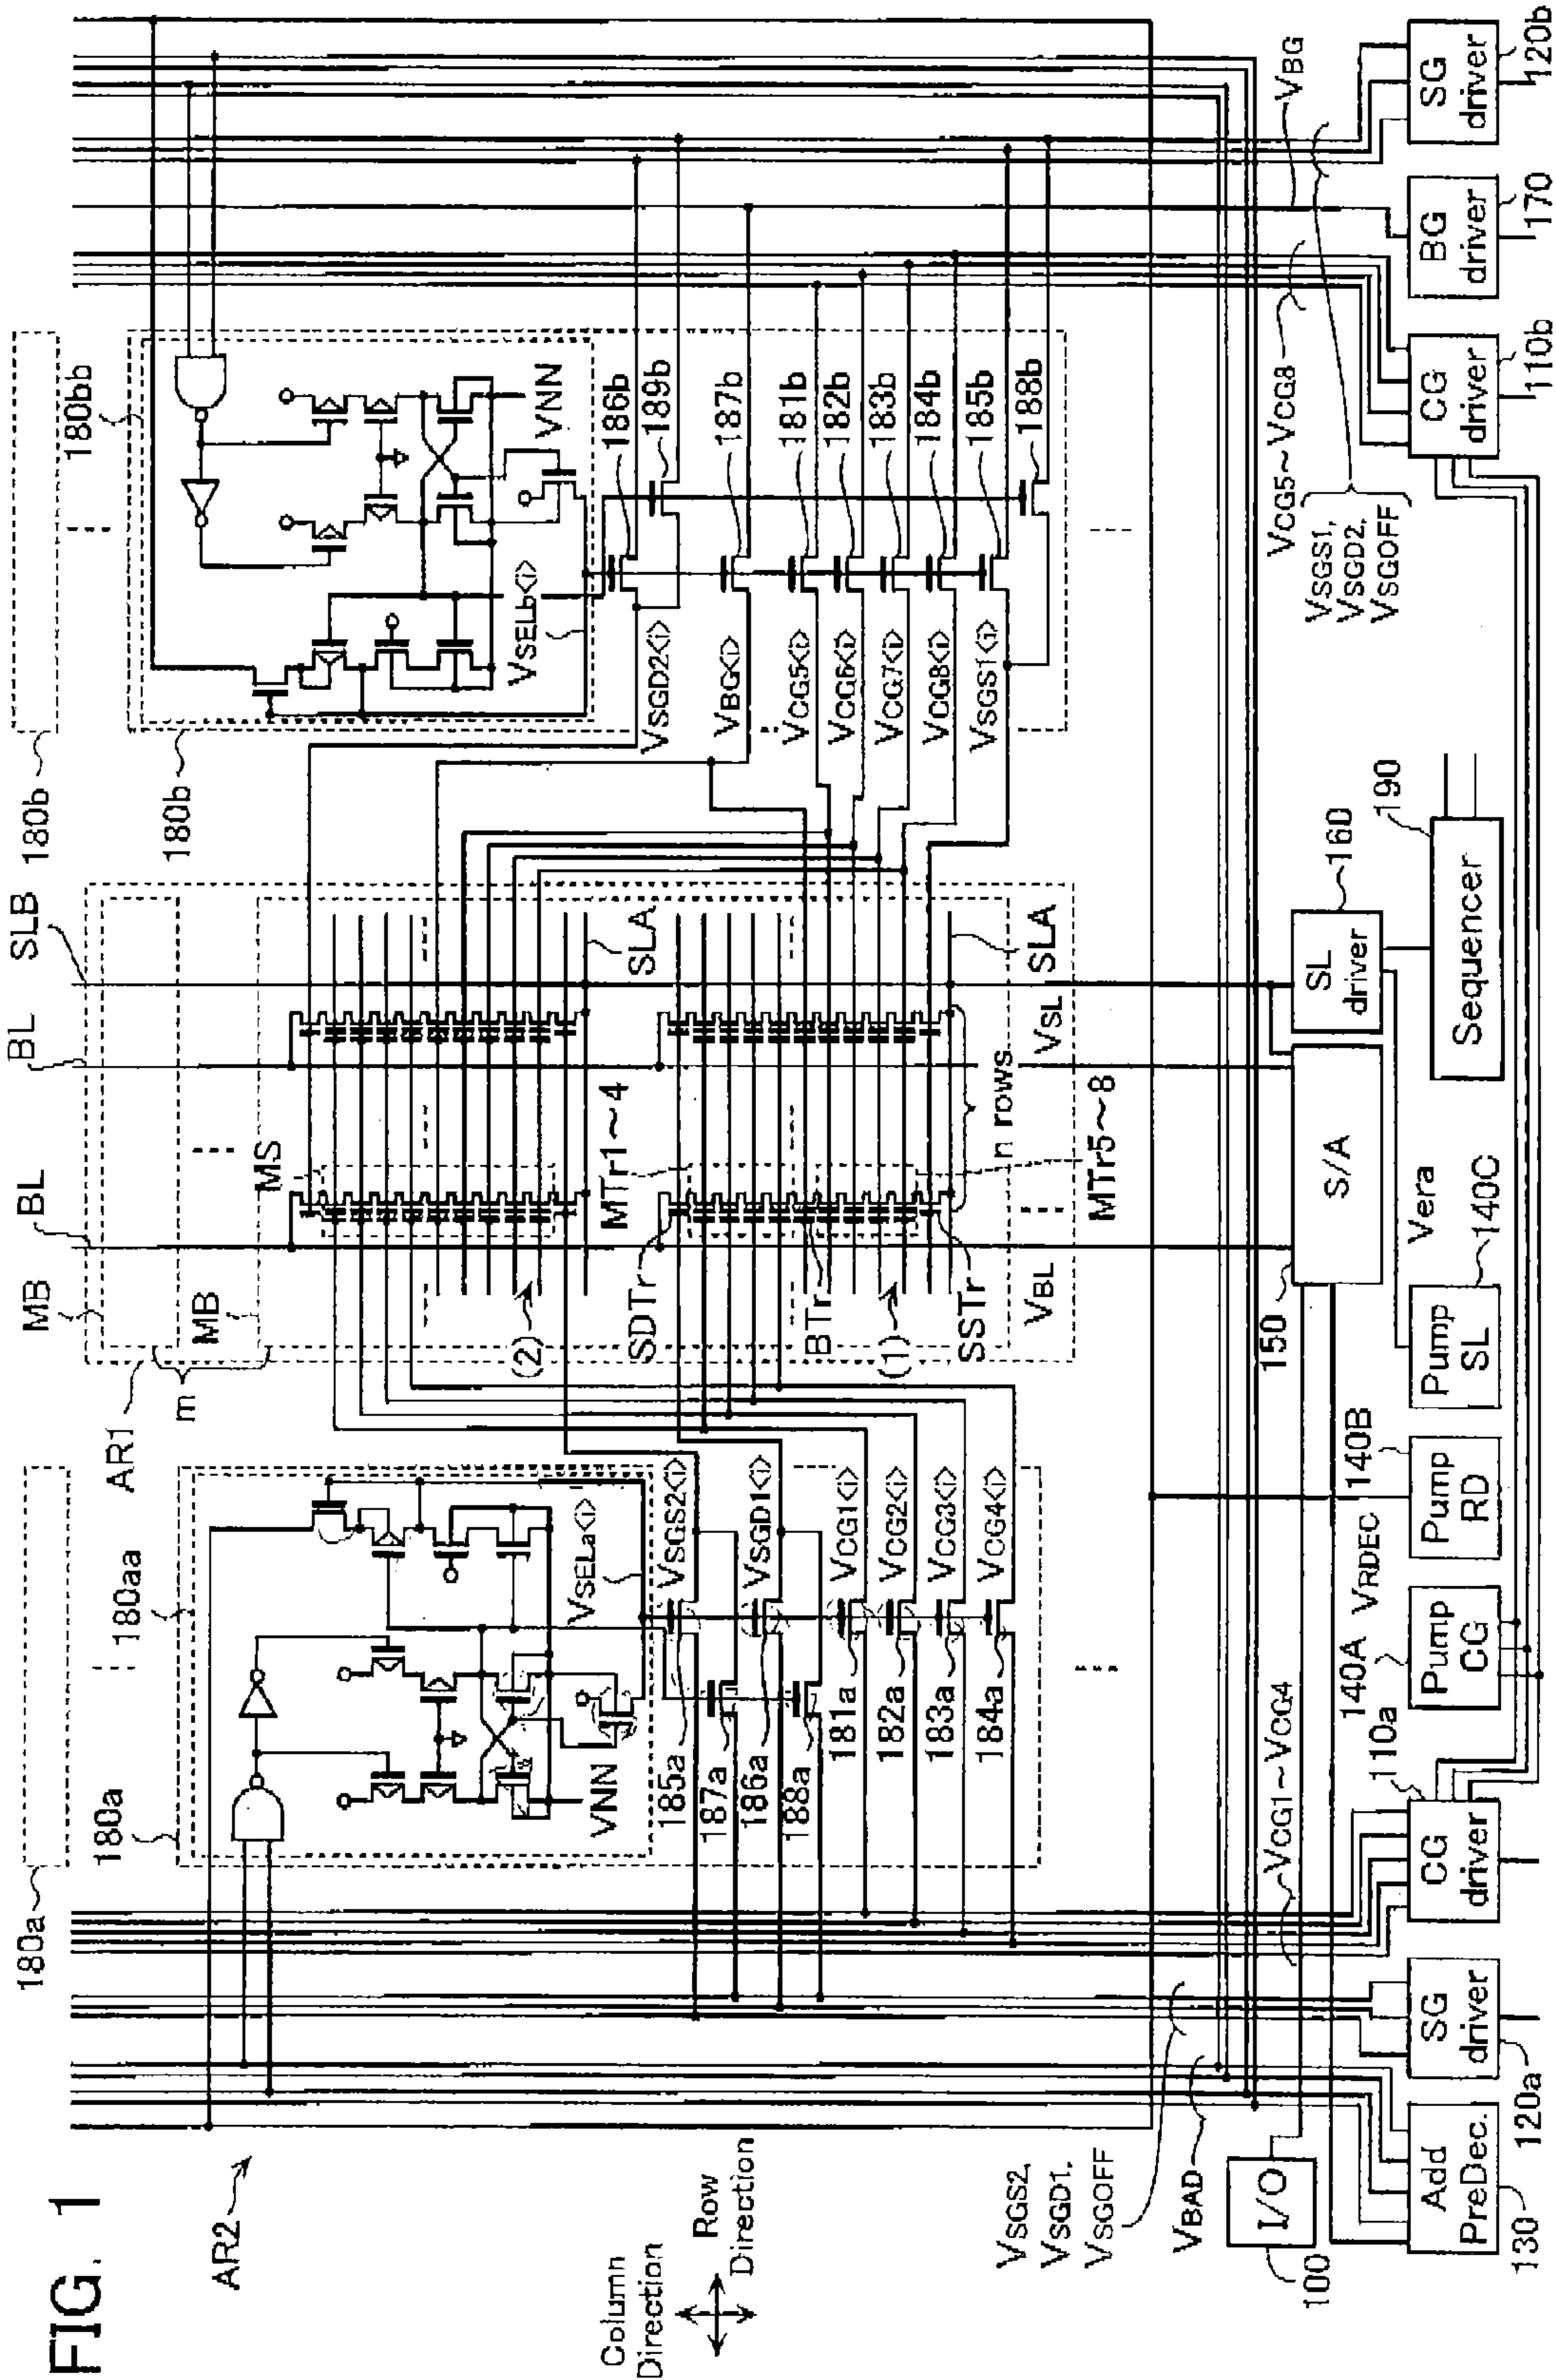 FIG. 1
AR2
Column
Direction
Row
Direction
180a
180a
180aa
AR1
m
MB
MB
BL
BL
SLB
180b
180b
180bb
MS
(2)
SLA
MTr1~4
SDTr
BTr
(1)
SSTr
MTr5~8
n rows
SLA
VBL
VSL
VNN
VSELa<i>
185a
187a
186a
188a
181a
182a
183a
184a
VSGS2<i>
VSGD1<i>
VCG1<i>
VCG2<i>
VCG3<i>
VCG4<i>
VNN
VSELb<i>
186b
189b
187b
181b
182b
183b
184b
185b
188b
VSGD2<i>
VBG<i>
VCG5<i>
VCG6<i>
VCG7<i>
VCG8<i>
VSGS1<i>
VSGS2,
VSGD1,
VSGOFF
VBAD
VCG1~VCG4
VRDEC
Vera
VCG5~VCG8
VSGS1,
VSGD2,
VSGOFF
VBG
I/O
100
Add
PreDec.
130
SG
driver
120a
CG
driver
110a
Pump
CG
140A
Pump
RD
140B
Pump
SL
140C
S/A
150
SL
driver
160
Sequencer
190
CG
driver
110b
BG
driver
170
SG
driver
120b